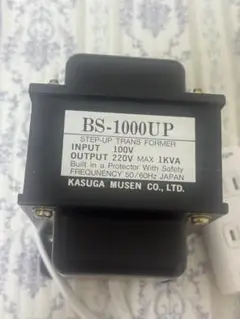 BS-1000UP
STEP-UP TRANS FORMER
INPUT 100V
OUTPUT 220V MAX 1KVA
Built in a Protector With Safety
FREQUNENCY 50/60Hz JAPAN
KASUGA MUSEN CO., LTD.